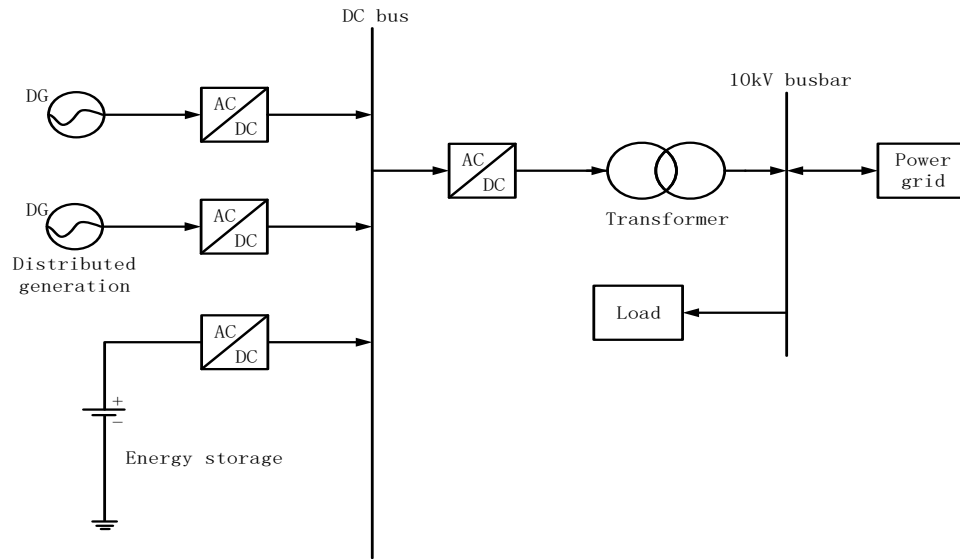 DC bus
10kV busbar
DG
AC
DC
AC
DC
Power
grid
Transformer
DG
AC
DC
Distributed
generation
Load
AC
DC
+
−
Energy storage